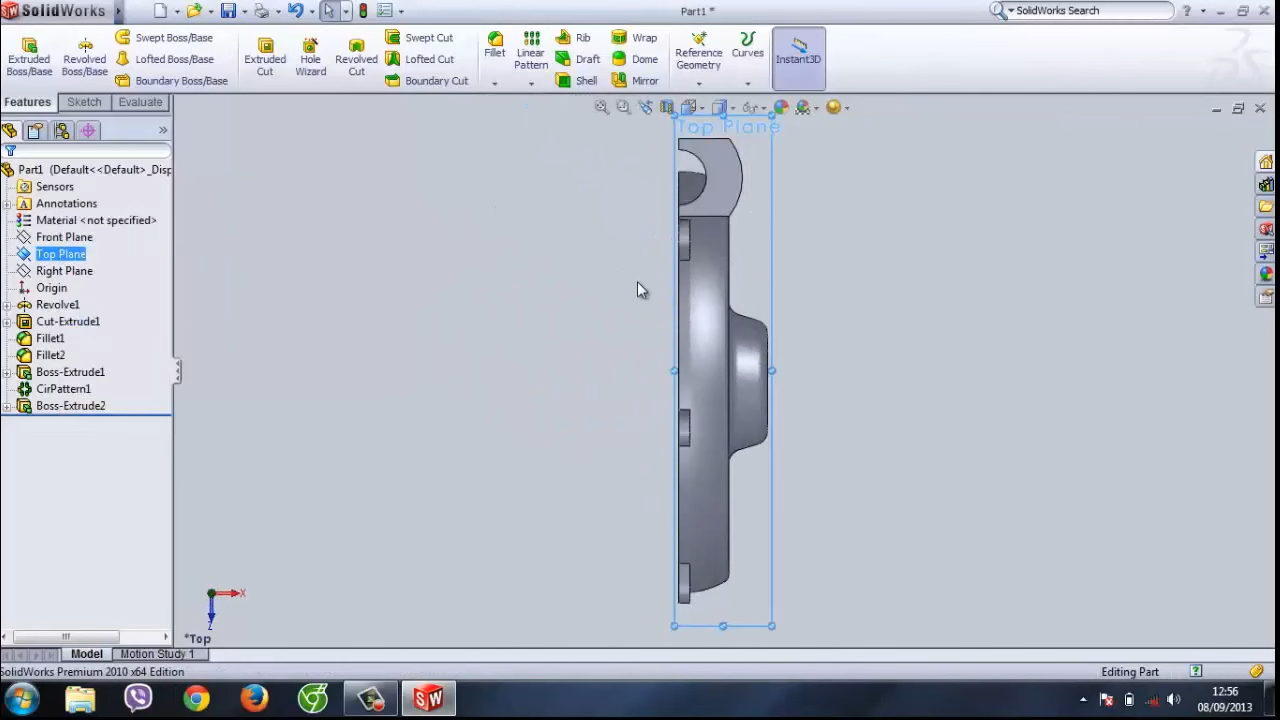 SolidWorks
Part1 *
SolidWorks Search
Extruded Boss/Base
Revolved Boss/Base
Swept Boss/Base
Lofted Boss/Base
Boundary Boss/Base
Extruded Cut
Hole Wizard
Revolved Cut
Swept Cut
Lofted Cut
Boundary Cut
Fillet
Linear Pattern
Rib
Draft
Shell
Wrap
Dome
Mirror
Reference Geometry
Curves
Instant3D
Features
Sketch
Evaluate
Part1 (Default<<Default>_Disp
Sensors
Annotations
Material <not specified>
Front Plane
Top Plane
Right Plane
Origin
Revolve1
Cut-Extrude1
Fillet1
Fillet2
Boss-Extrude1
CirPattern1
Boss-Extrude2
Top Plane
X
Z
*Top
Model
Motion Study 1
SolidWorks Premium 2010 x64 Edition
Editing Part
12:56
08/09/2013